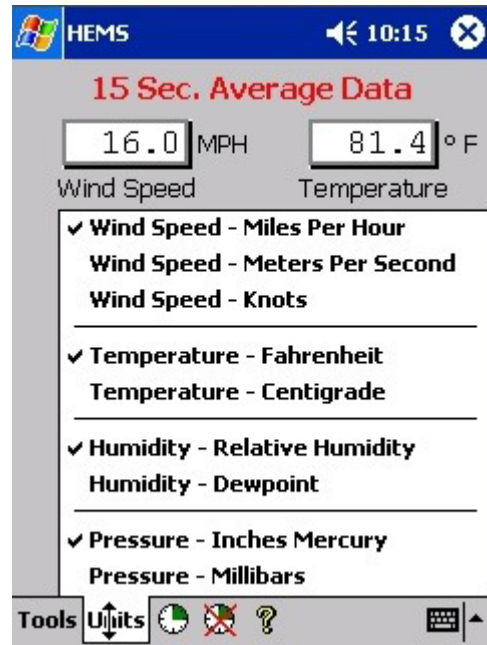 HEMS 10:15
15 Sec. Average Data
16.0 MPH 81.4 ° F
Wind Speed Temperature
Wind Speed - Miles Per Hour
Wind Speed - Meters Per Second
Wind Speed - Knots
Temperature - Fahrenheit
Temperature - Centigrade
Humidity - Relative Humidity
Humidity - Dewpoint
Pressure - Inches Mercury
Pressure - Millibars
Tools Units ?